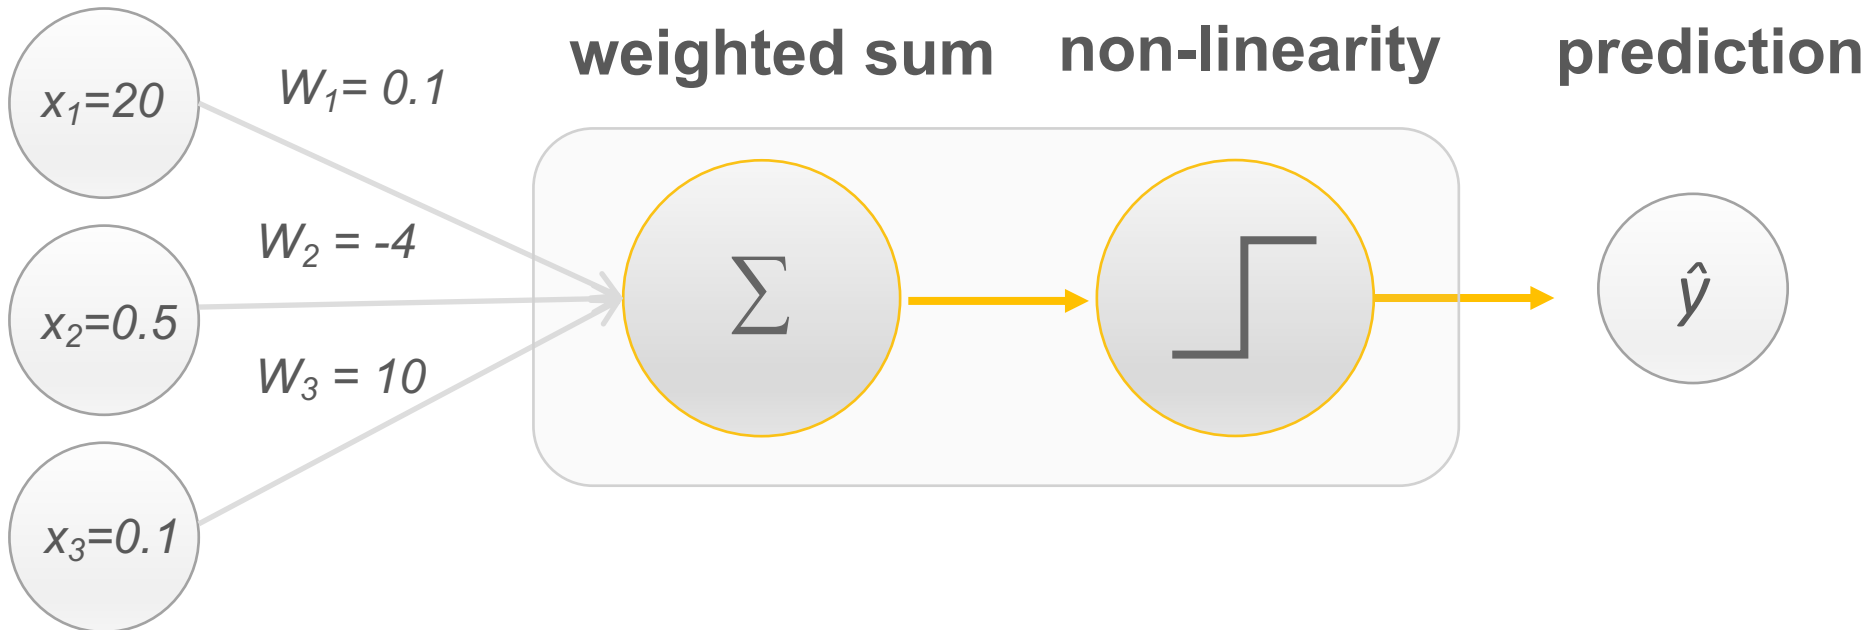 weighted sum
non-linearity
prediction
x₁=20
W₁= 0.1
W₂ = -4
x₂=0.5
W₃ = 10
x₃=0.1
∑
ŷ